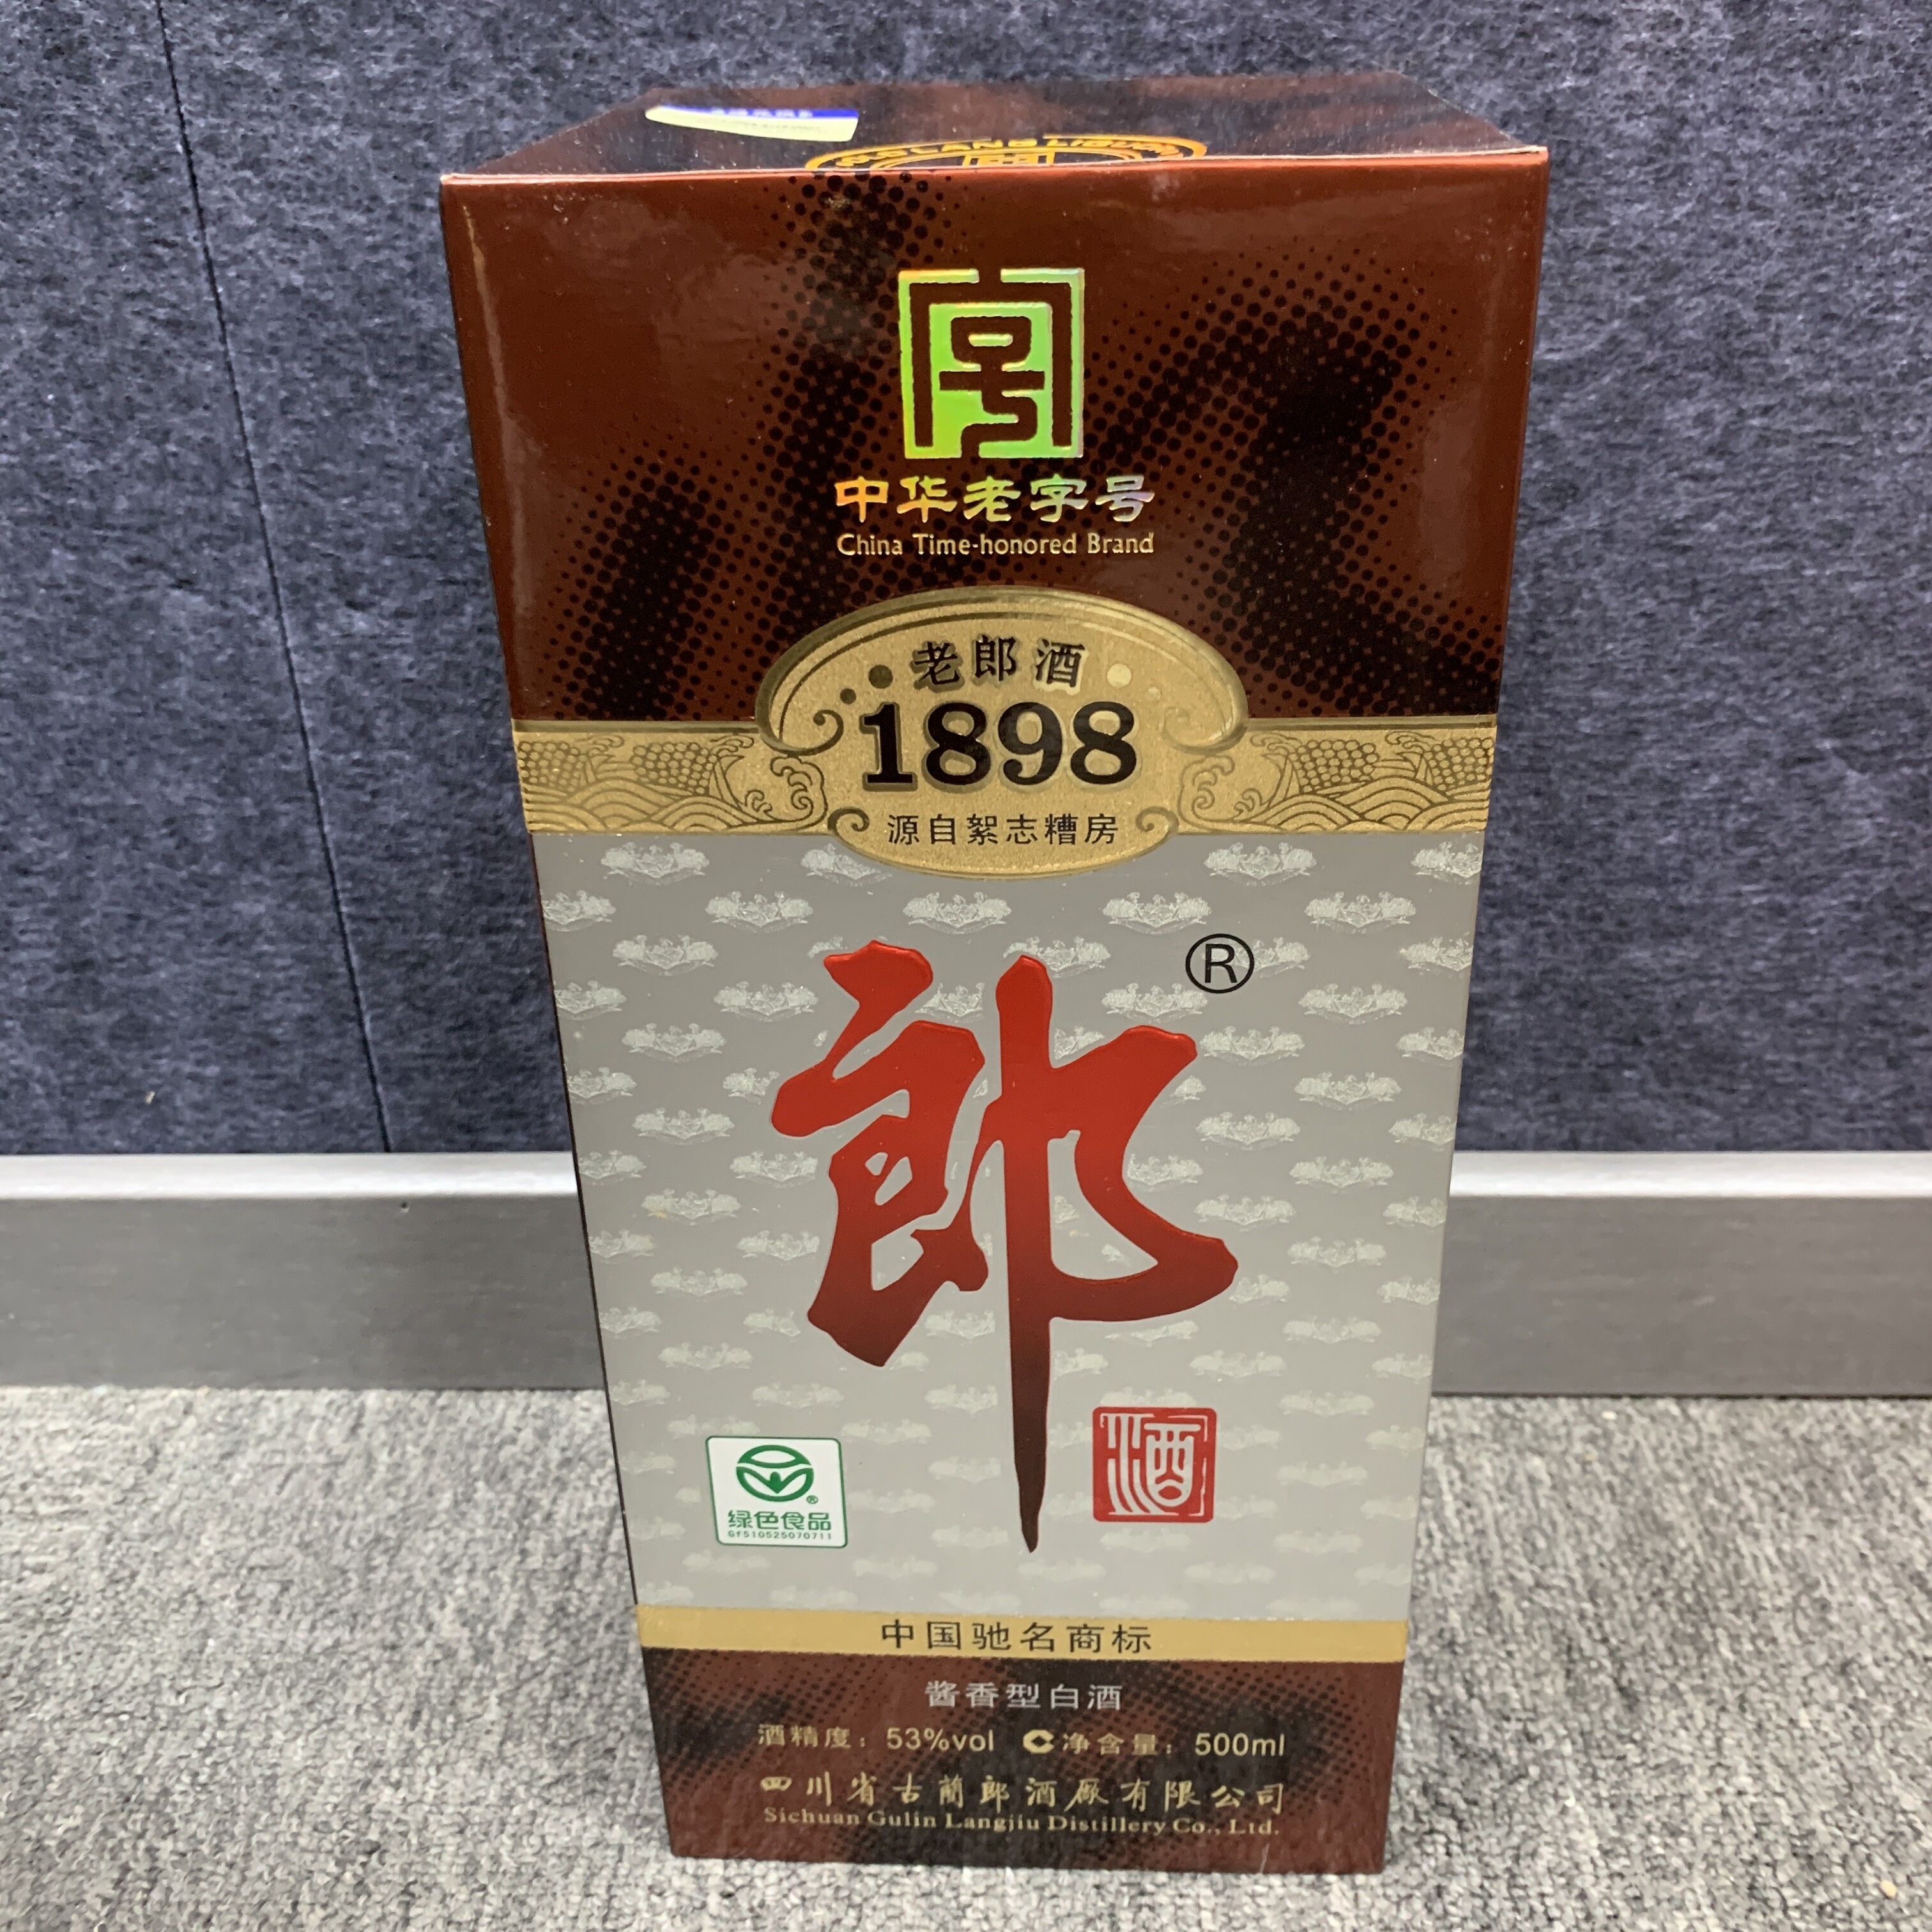 号
中华老字号
China Time-honored Brand
老郎酒
1898
源自絮志糟房
郎®
酒
绿色食品
GF510525070711
中国驰名商标
酱香型白酒
酒精度：53%vol 净含量：500ml
四川省古蔺郎酒厰有限公司
Sichuan Gulin Langjiu Distillery Co., Ltd.